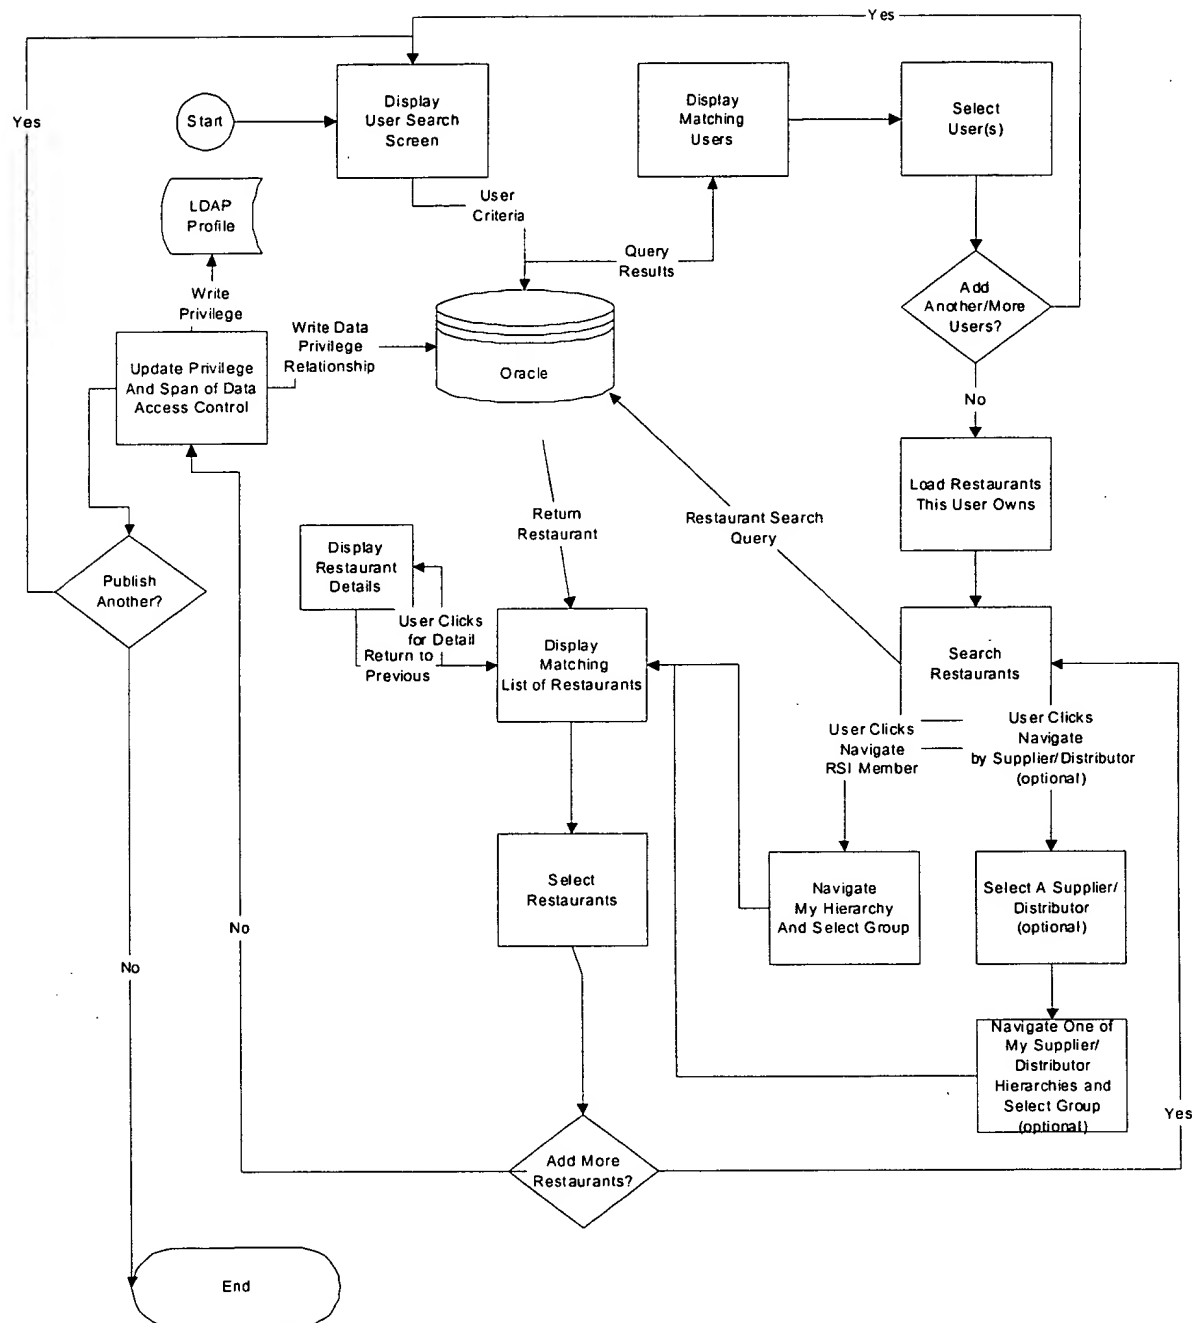 Yes
Yes
Start
Display
User Search
Screen
Display
Matching
Users
Select
User(s)
LDAP
Profile
User
Criteria
Query
Results
Write
Privilege
Add
Another/More
Users?
Write Data
Privilege
Relationship
Oracle
Update Privilege
And Span of Data
Access Control
No
Load Restaurants
This User Owns
Return
Restaurant
Restaurant Search
Query
Display
Restaurant
Details
Publish
Another?
User Clicks
for Detail
Return to
Previous
Display
Matching
List of Restaurants
Search
Restaurants
User Clicks
Navigate
RSI Member
User Clicks
Navigate
by Supplier/Distributor
(optional)
Select
Restaurants
Navigate
My Hierarchy
And Select Group
Select A Supplier/
Distributor
(optional)
No
No
Navigate One of
My Supplier/
Distributor
Hierarchies and
Select Group
(optional)
Yes
Add More
Restaurants?
End